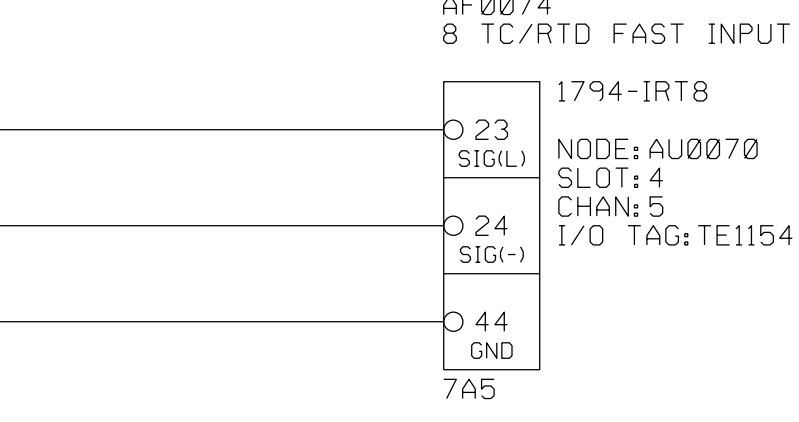 AF0074
8 TC/RTD FAST INPUT
1794-IRT8
23
SIG(L)
NODE:AU0070
SLOT:4
CHAN:5
24
I/O TAG:TE1154
SIG(-)
44
GND
7A5